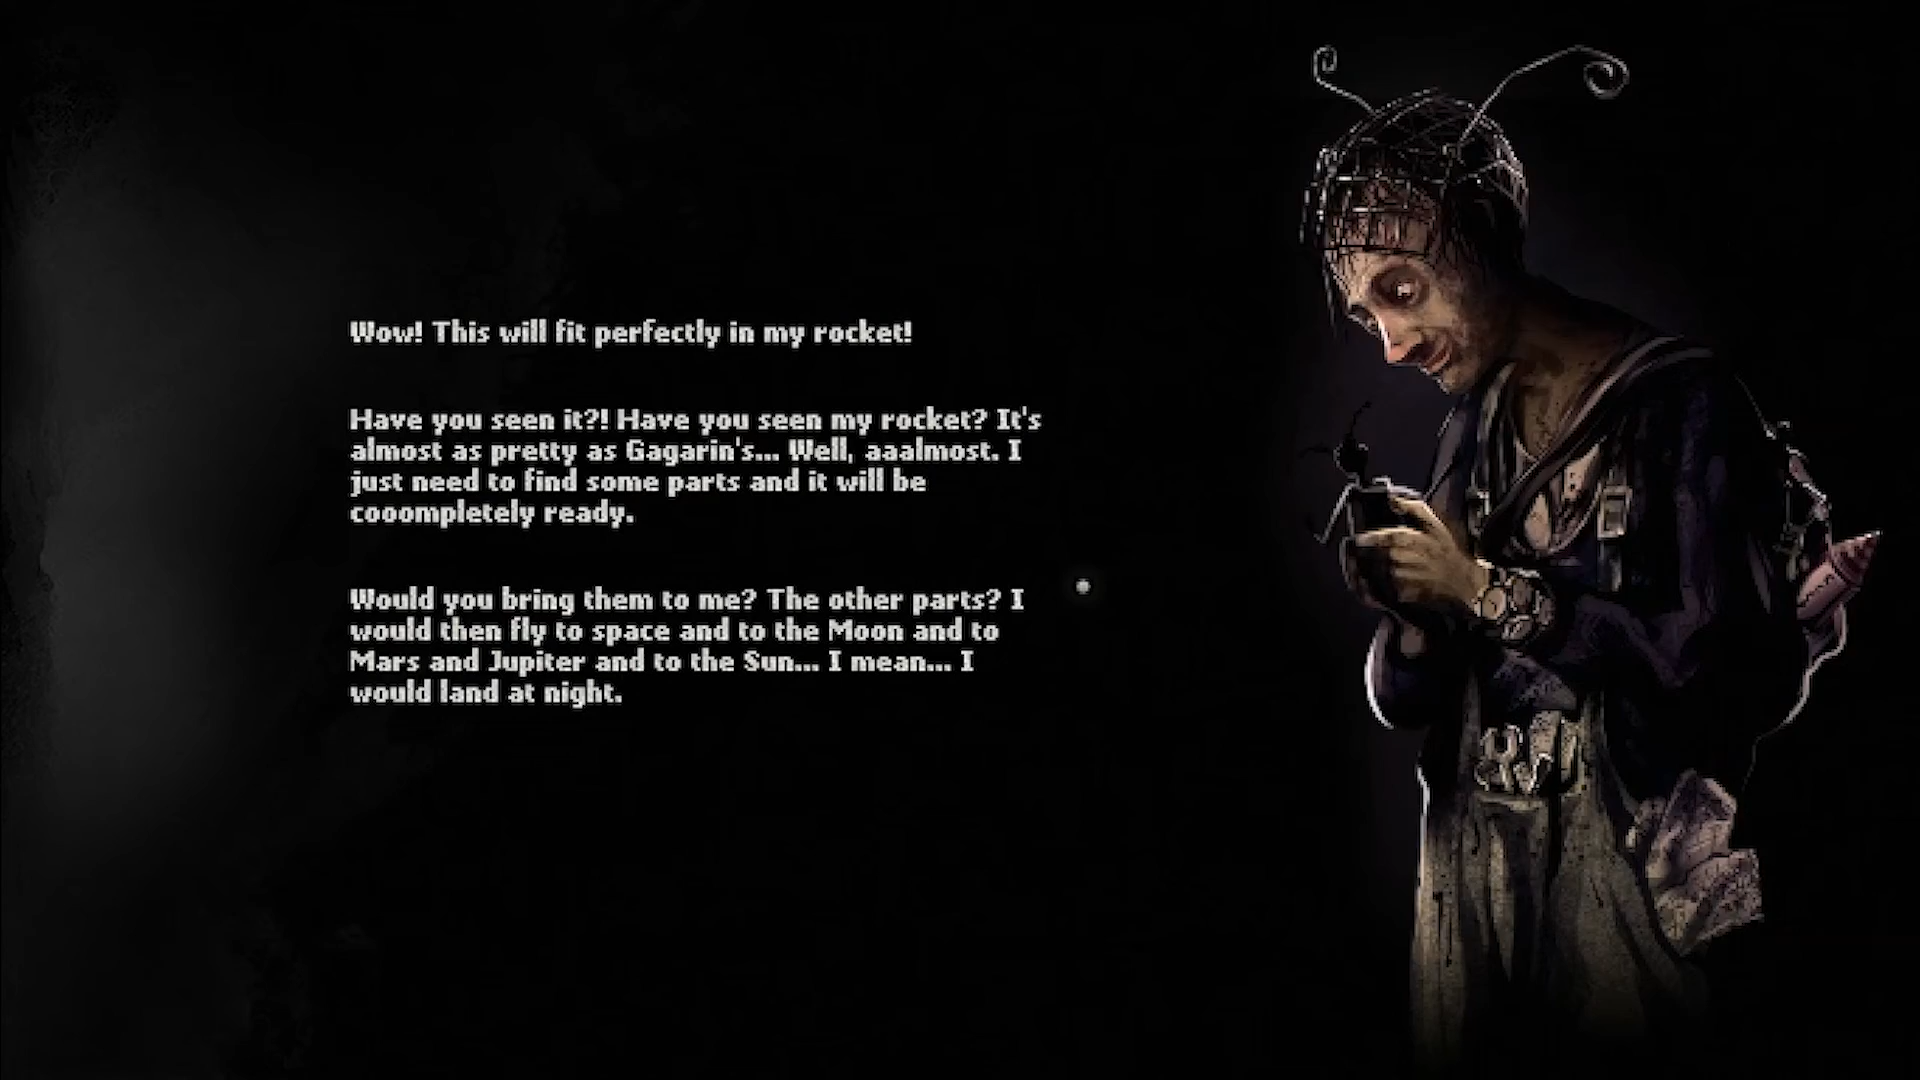 Wow! This will fit perfectly in my rocket!
Have you seen it?! Have you seen my rocket? It's
almost as pretty as Gagarin's... Well, aaalmost. I
just need to find some parts and it will be
cooompletely ready.
Would you bring them to me? The other parts? I
would then fly to space and to the Moon and to
Mars and Jupiter and to the Sun... I mean... I
would land at night.